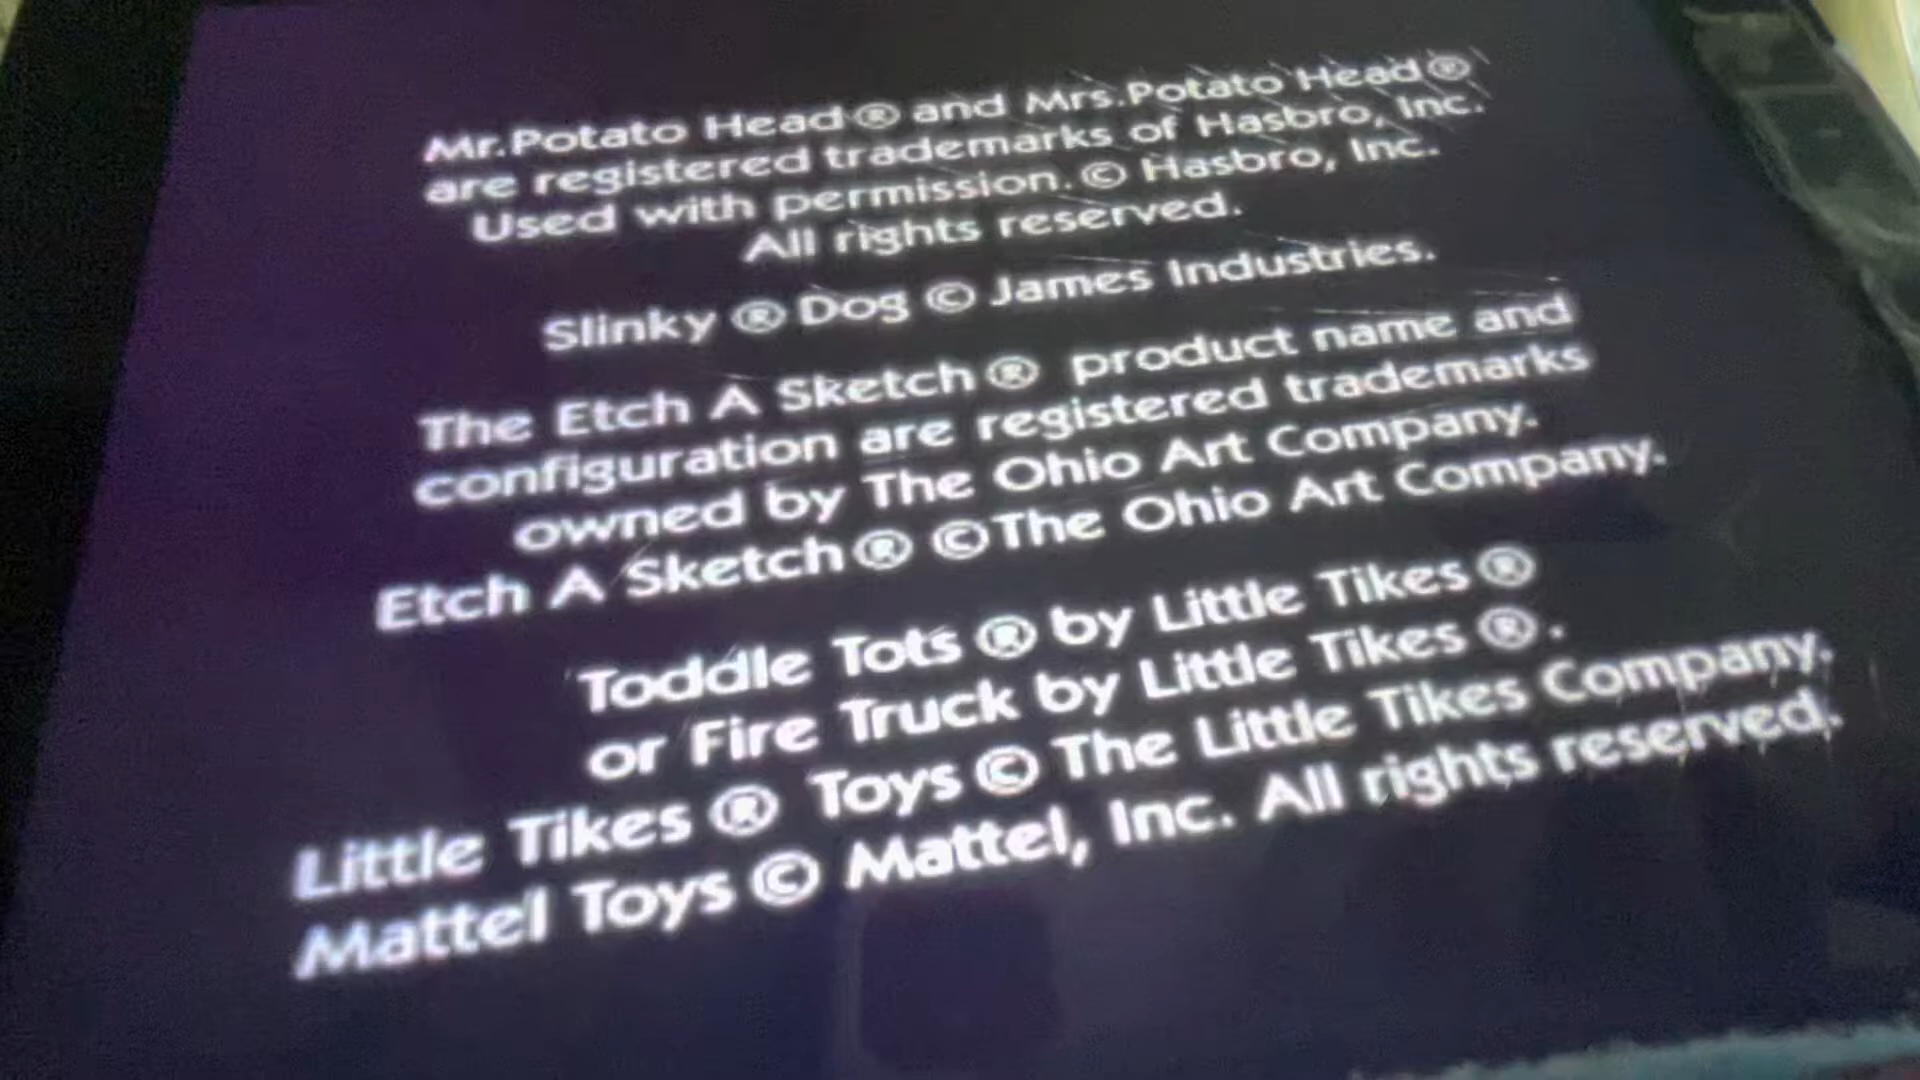 Mr.Potato Head® and Mrs.Potato Head®
are registered trademarks of Hasbro, Inc.
Used with permission.© Hasbro, Inc.
All rights reserved.
Slinky ® Dog © James Industries.
The Etch A Sketch® product name and
configuration are registered trademarks
owned by The Ohio Art Company.
Etch A Sketch® ©The Ohio Art Company.
Toddle Tots ® by Little Tikes ®
or Fire Truck by Little Tikes ®.
Little Tikes ® Toys © The Little Tikes Company.
Mattel Toys © Mattel, Inc. All rights reserved.